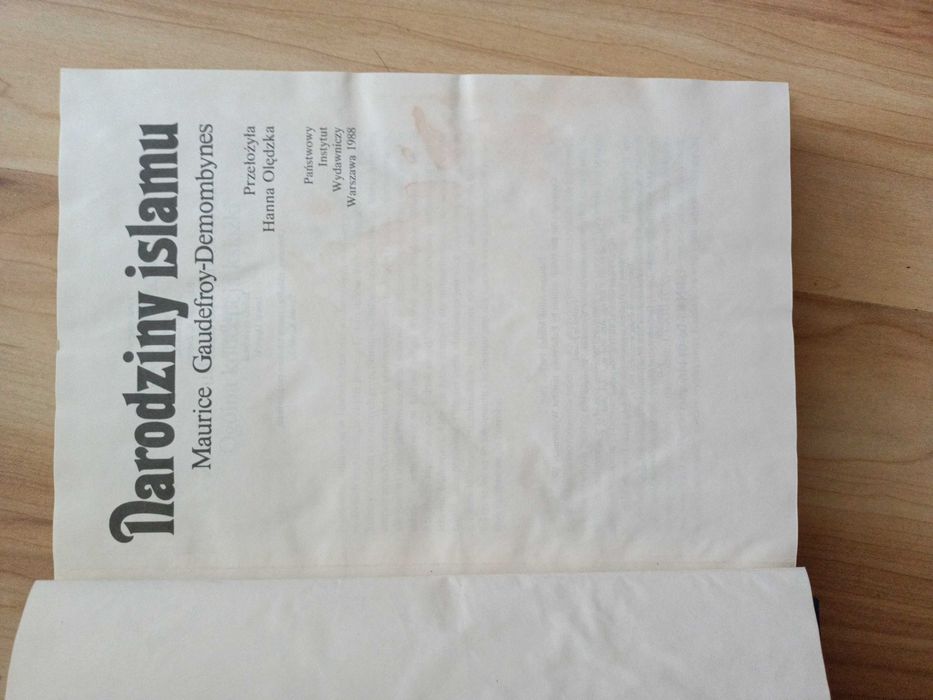 Narodziny islamu
Maurice Gaudefroy-Demombynes
Przełożyła
Hanna Olędzka
Państwowy
Instytut
Wydawniczy
Warszawa 1988